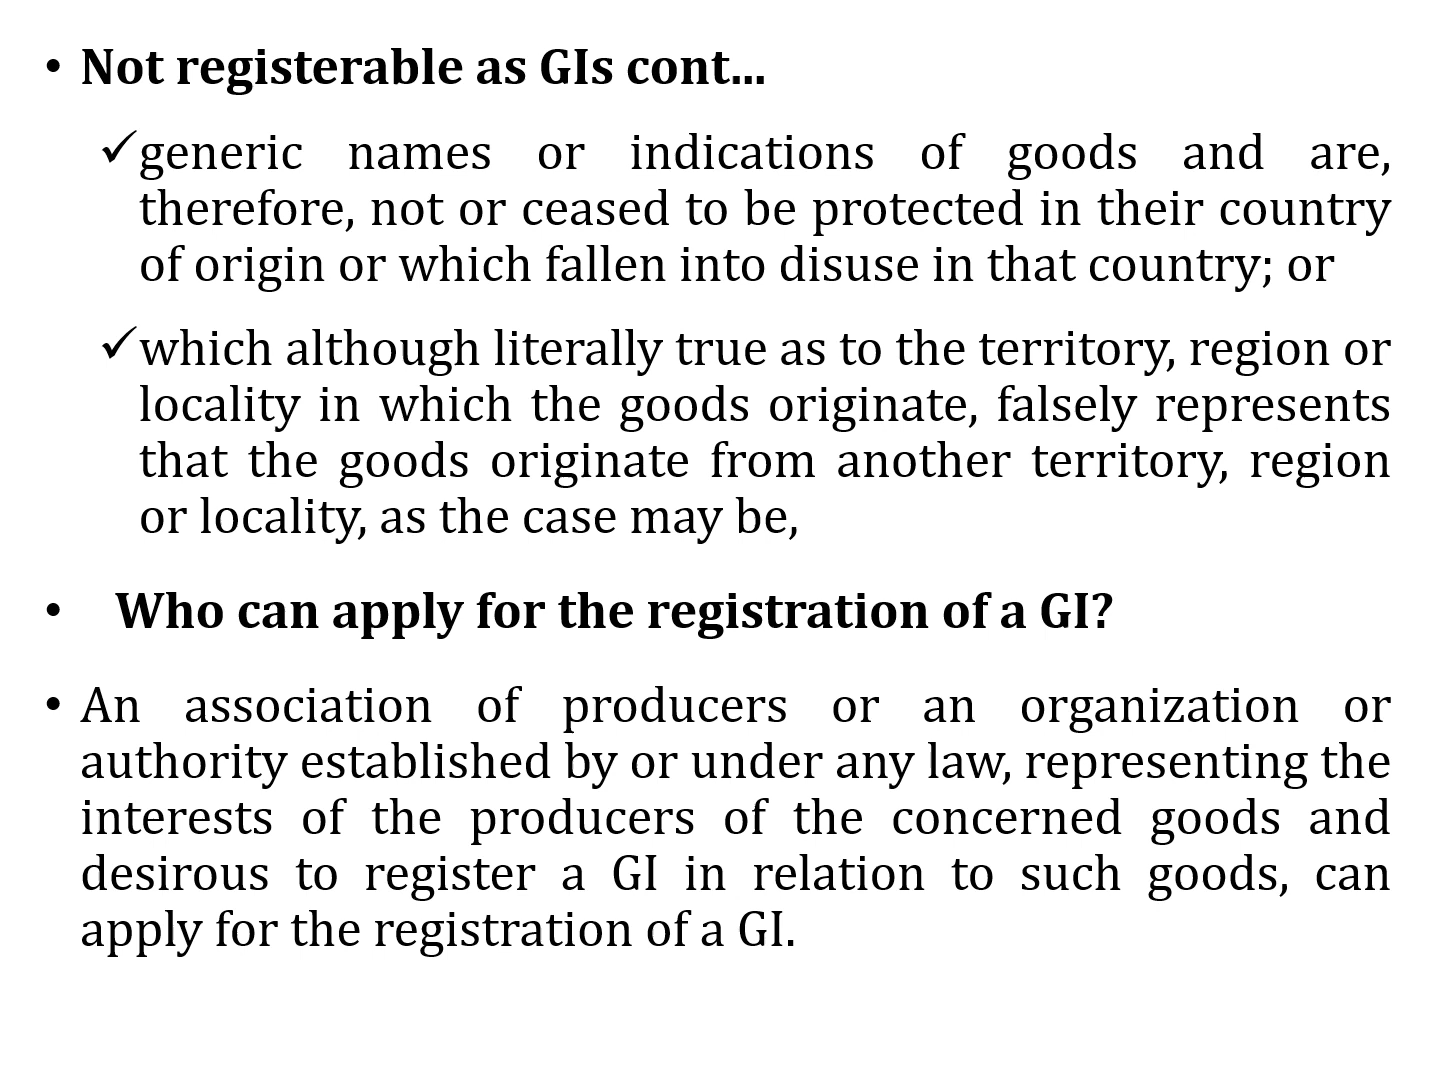 • Not registerable as GIs cont...
✓generic names or indications of goods and are,
therefore, not or ceased to be protected in their country
of origin or which fallen into disuse in that country; or
✓which although literally true as to the territory, region or
locality in which the goods originate, falsely represents
that the goods originate from another territory, region
or locality, as the case may be,
• Who can apply for the registration of a GI?
• An association of producers or an organization or
authority established by or under any law, representing the
interests of the producers of the concerned goods and
desirous to register a GI in relation to such goods, can
apply for the registration of a GI.